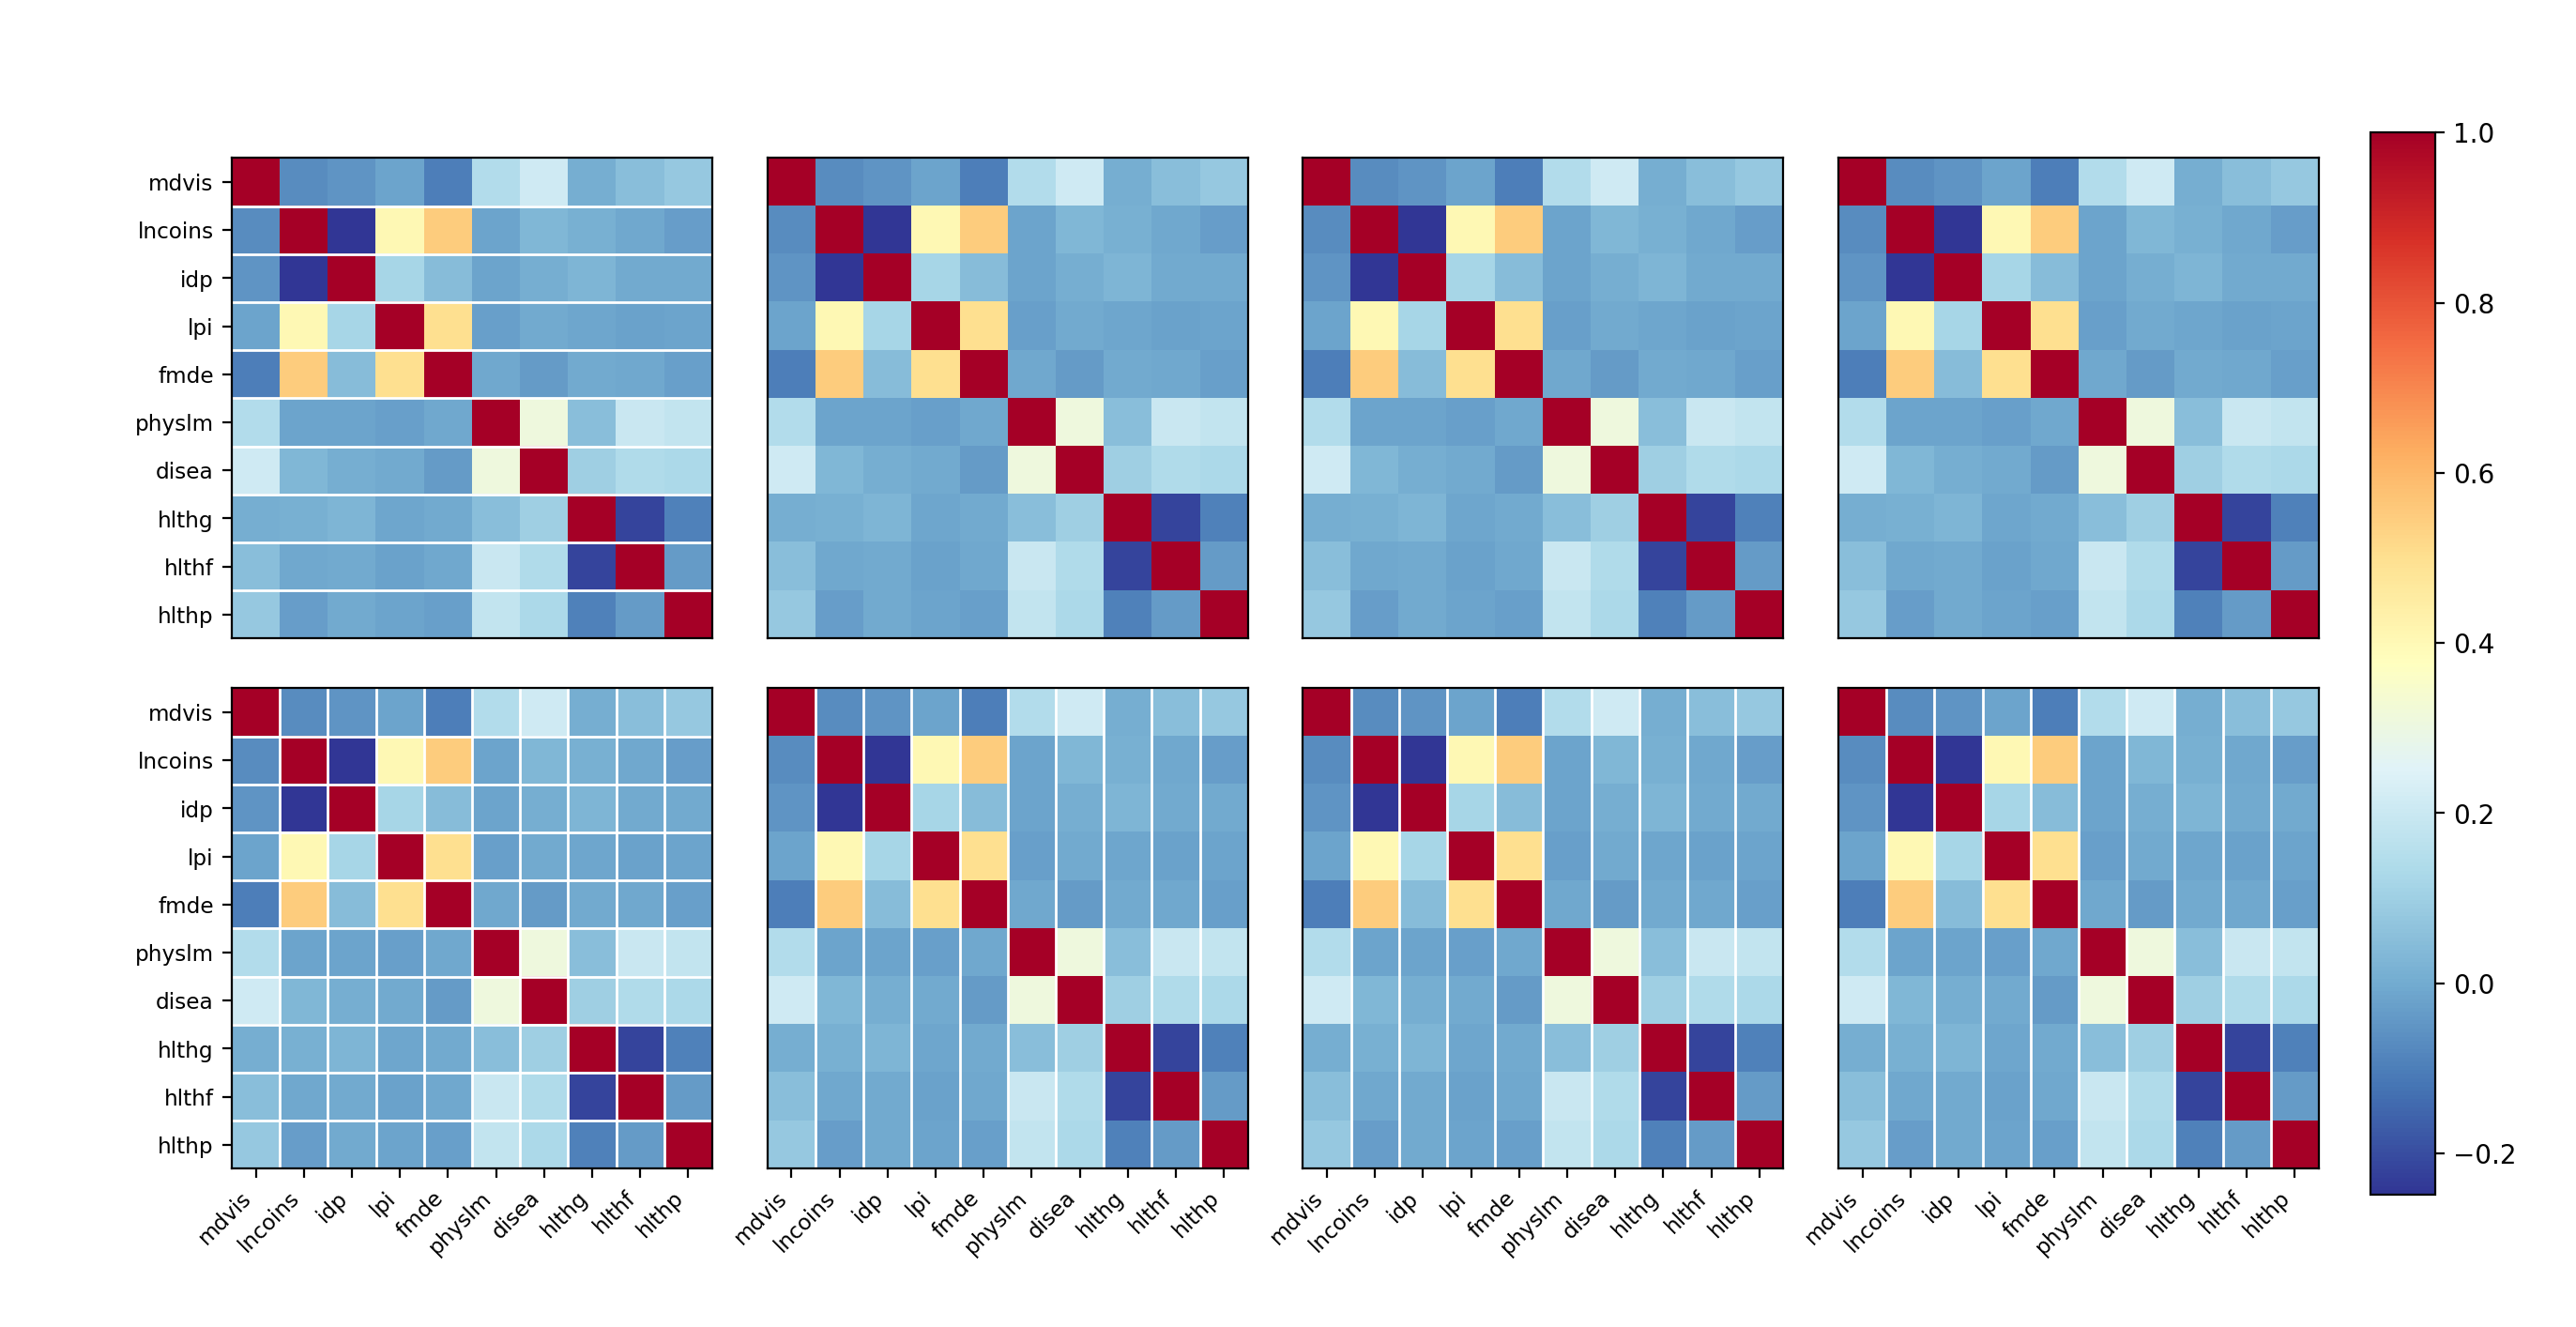 mdvis
lncoins
idp
lpi
fmde
physlm
disea
hlthg
hlthf
hlthp
mdvis
lncoins
idp
lpi
fmde
physlm
disea
hlthg
hlthf
hlthp
mdvis lncoins idp lpi fmde physlm disea hlthg hlthf hlthp
mdvis lncoins idp lpi fmde physlm disea hlthg hlthf hlthp
mdvis lncoins idp lpi fmde physlm disea hlthg hlthf hlthp
mdvis lncoins idp lpi fmde physlm disea hlthg hlthf hlthp
1.0
0.8
0.6
0.4
0.2
0.0
−0.2